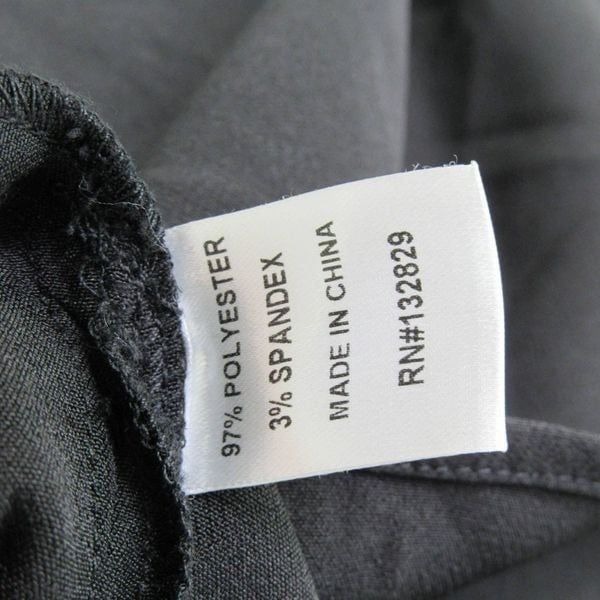 97% POLYESTER
3% SPANDEX
MADE IN CHINA
RN#132829